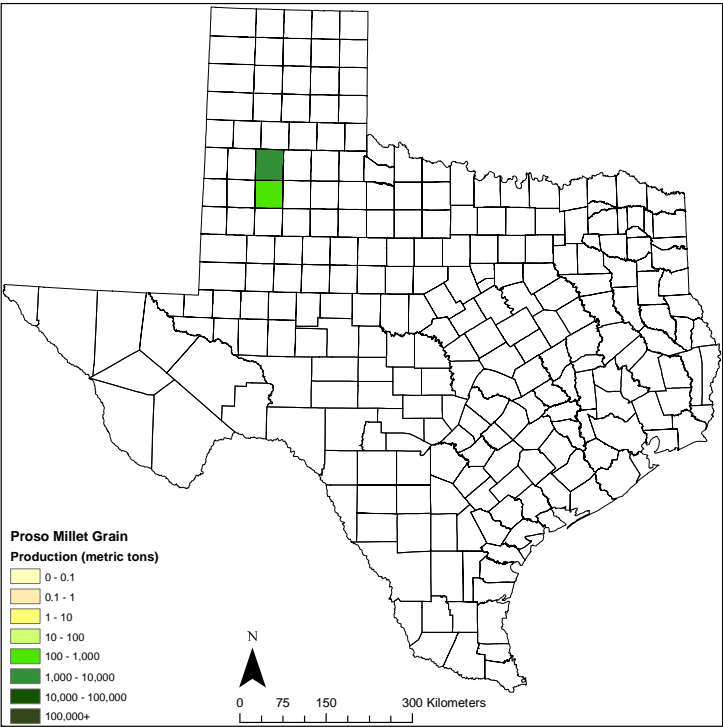 Proso Millet Grain
Production (metric tons)
0 - 0.1
0.1 - 1
1 - 10
10 - 100
100 - 1,000
1,000 - 10,000
10,000 - 100,000
100,000+
N
0 75 150 300 Kilometers